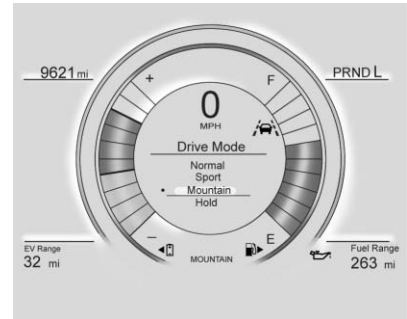 9621 mi
PRND L
+
F
0
MPH
Drive Mode
Normal
Sport
• Mountain
Hold
− E
MOUNTAIN
EV Range
32 mi
Fuel Range
263 mi